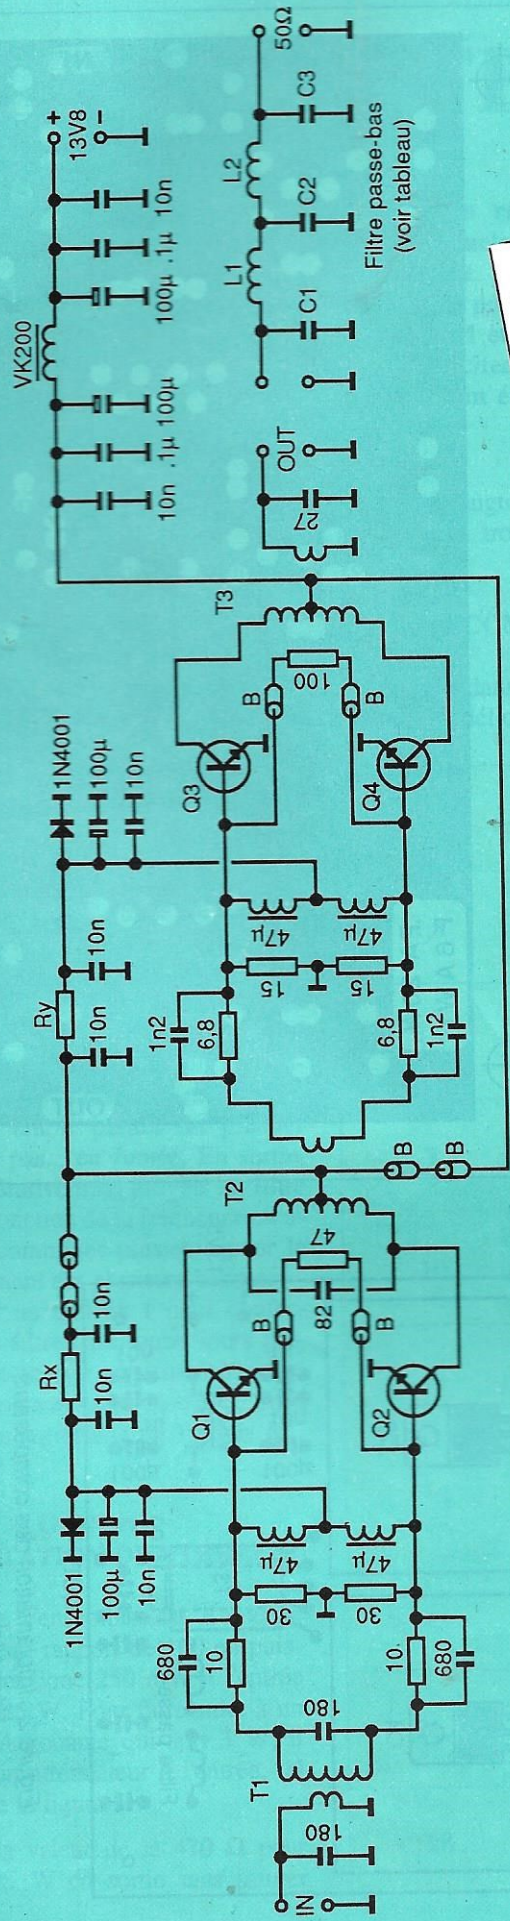 VK200
10n .1µ 100µ
100µ .1µ 10n
+
13V8
-
1N4001
100µ
10n
Rx
10n
10n
Ry
10n
10n
1N4001
100µ
10n
IN
180
T1
180
680
10
10
680
30
30
47µ
47µ
Q1
Q2
B
B
82
47
T2
B
B
1n2
6,8
6,8
1n2
15
15
47µ
47µ
Q3
Q4
B
B
100
T3
27
OUT
L1
L2
C1
C2
C3
50Ω
Filtre passe-bas
(voir tableau)